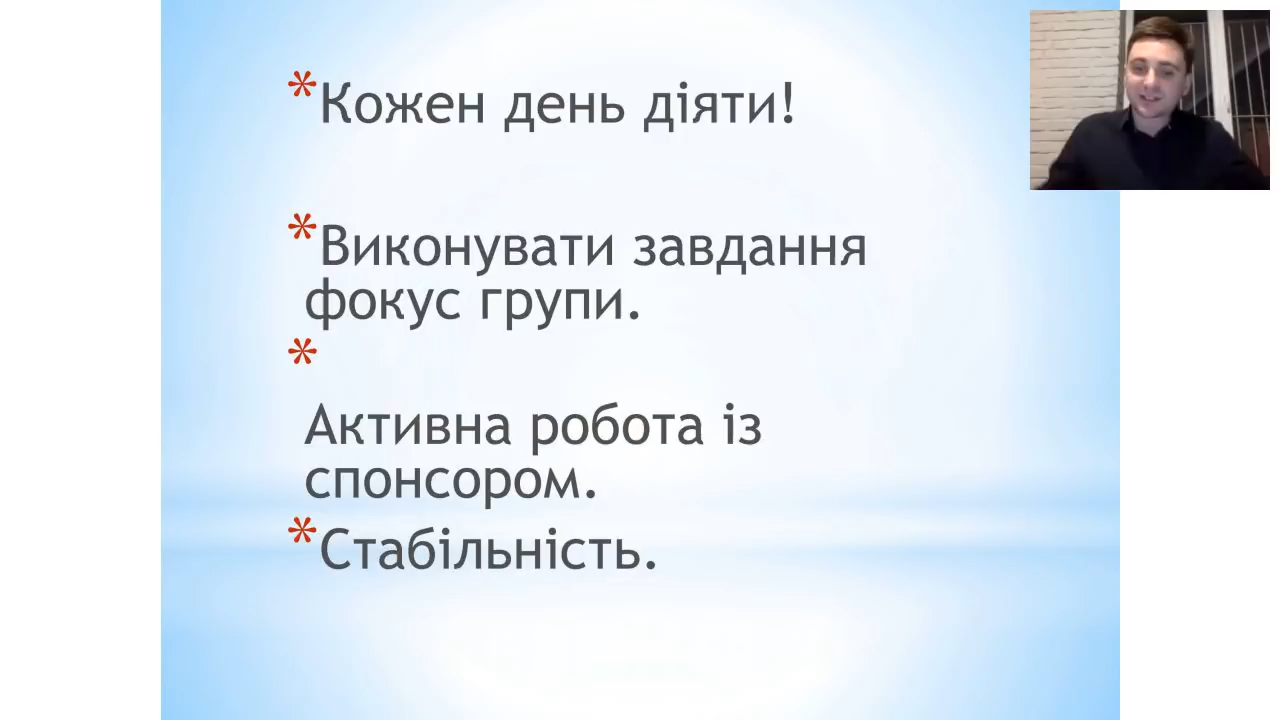 *Кожен день діяти!
*Виконувати завдання
фокус групи.
*
Активна робота із
спонсором.
*Стабільність.